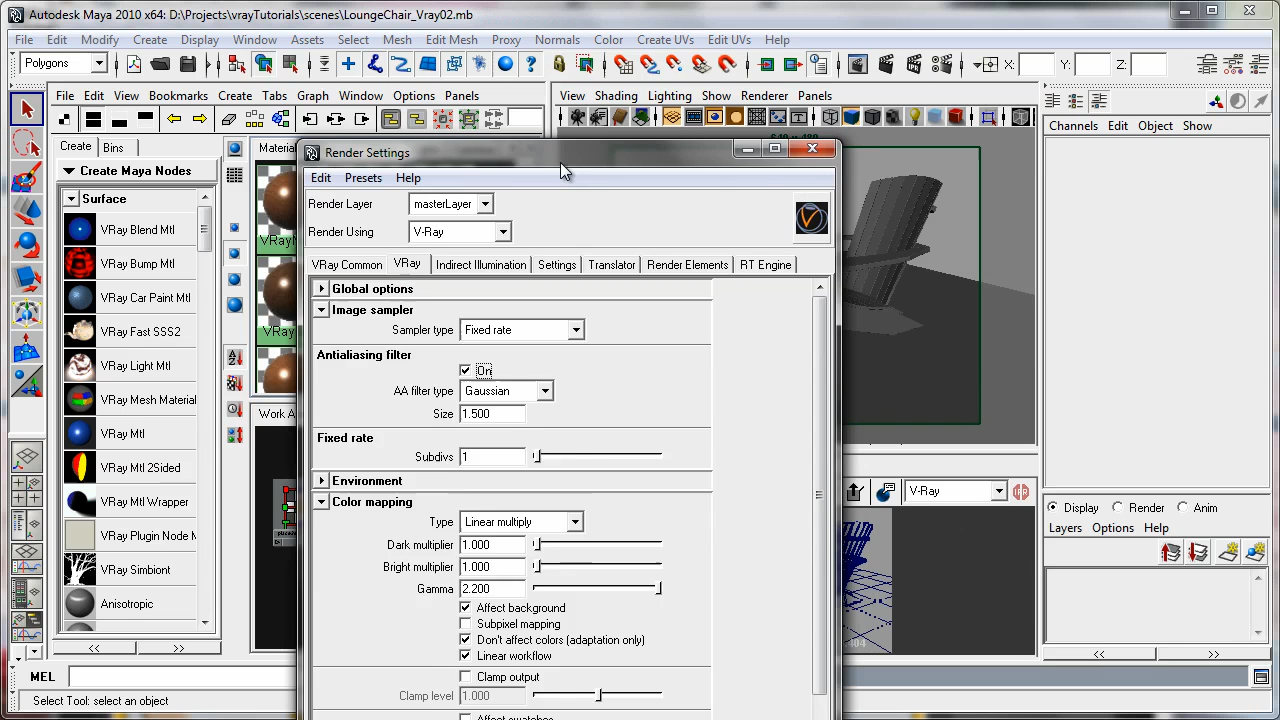 Autodesk Maya 2010 x64: D:\Projects\vrayTutorials\scenes\LoungeChair_Vray02.mb
File Edit Modify Create Display Window Assets Select Mesh Edit Mesh Proxy Normals Color Create UVs Edit UVs Help
Polygons X: Y: Z:
View Edit Bookmarks Create Tabs Graph Window Options Panels
View Shading Lighting Show Renderer Panels
Channels Edit Object Show
640 x 480
Create Bins
Create Maya Nodes
Surface
VRay Blend Mtl
VRay Bump Mtl
VRay Car Paint Mtl
VRay Fast SSS2
VRay Light Mtl
VRay Mesh Material
VRay Mtl
VRay Mtl 2Sided
VRay Mtl Wrapper
VRay Plugin Node M
VRay Simbiont
Anisotropic
Render Settings
Edit Presets Help
Render Layer masterLayer
Render Using V-Ray
VRay Common VRay Indirect Illumination Settings Translator Render Elements RT Engine
Global options
Image sampler
Sampler type Fixed rate
Antialiasing filter
On
AA filter type Gaussian
Size 1.500
Fixed rate
Subdivs 1
Environment
Color mapping
Type Linear multiply
Dark multiplier 1.000
Bright multiplier 1.000
Gamma 2.200
Affect background
Subpixel mapping
Don't affect colors (adaptation only)
Linear workflow
Clamp output
Clamp level 1.000
Affect swatches
V-Ray IPR
Display Render Anim
Layers Options Help
<< >>
<< >>
MEL
Select Tool: select an object